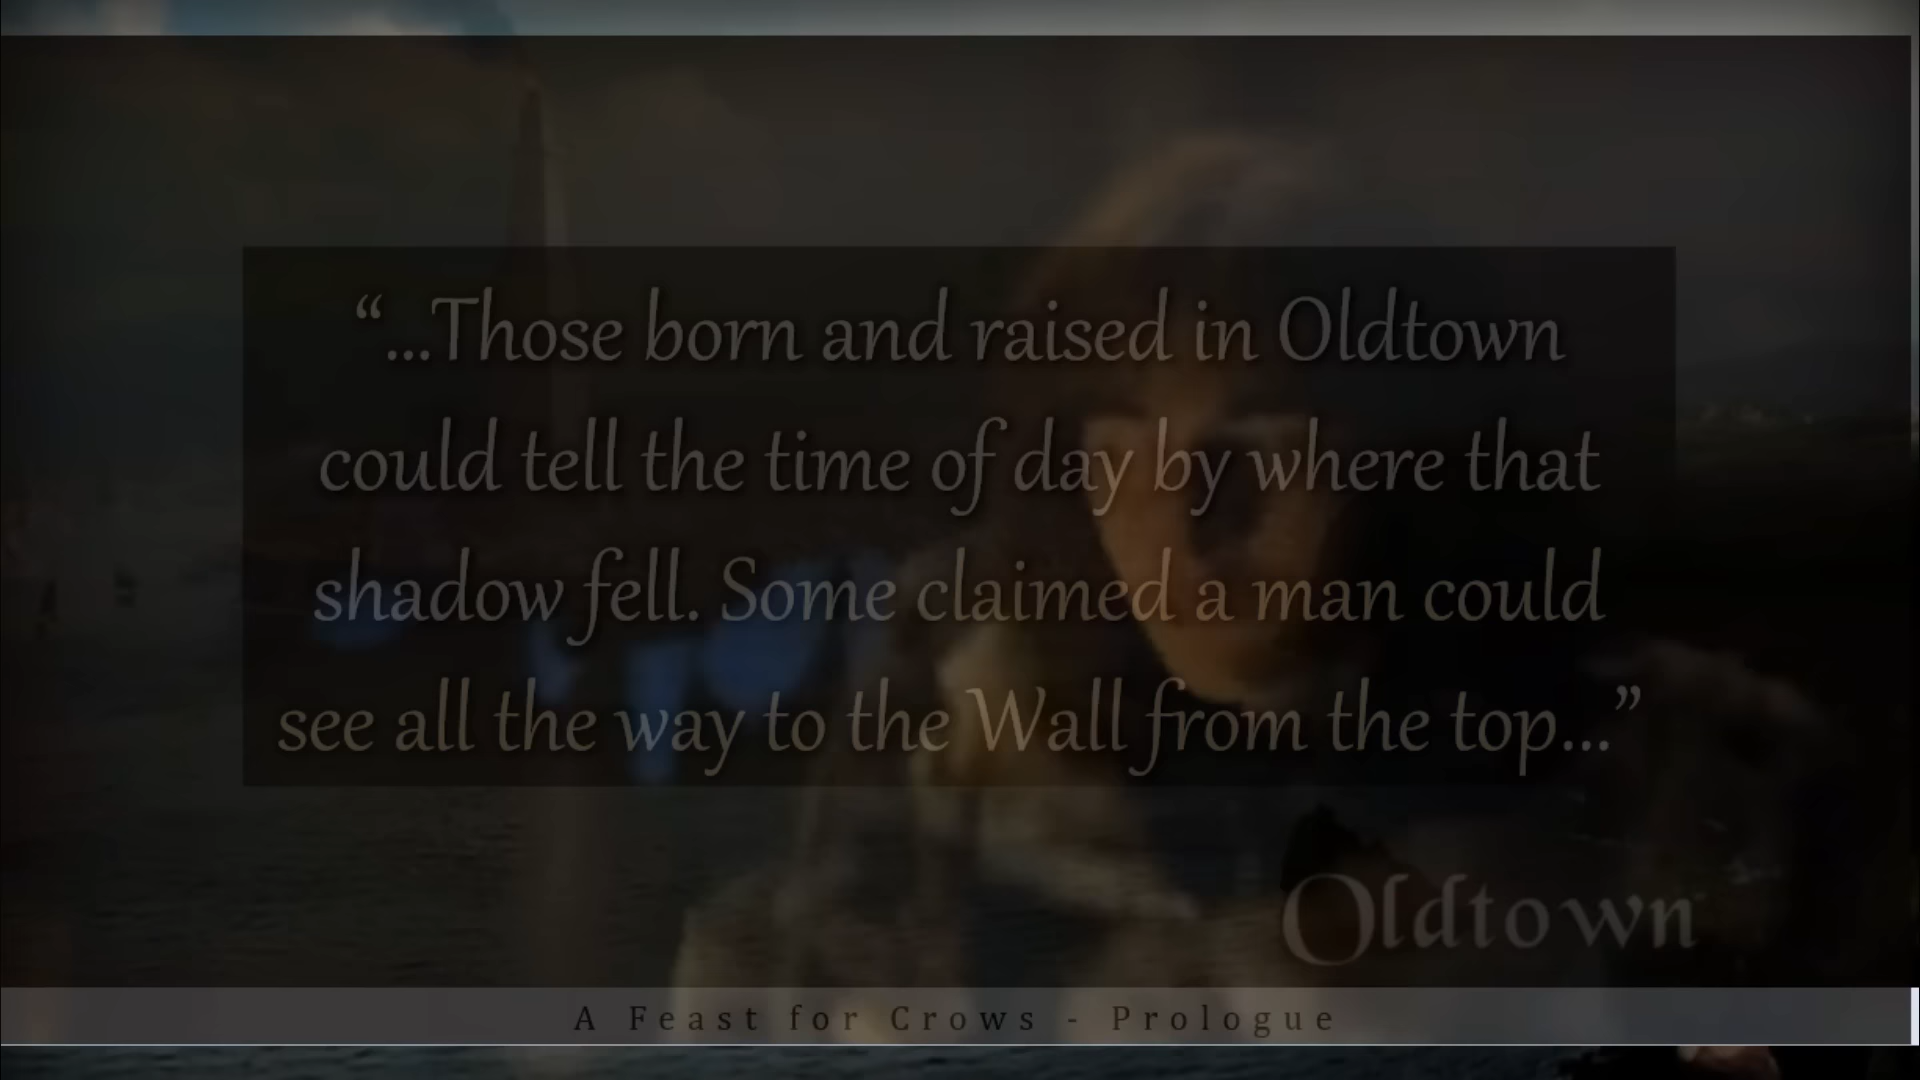 “...Those born and raised in Oldtown
could tell the time of day by where that
shadow fell. Some claimed a man could
see all the way to the Wall from the top...”
Oldtown
A Feast for Crows - Prologue